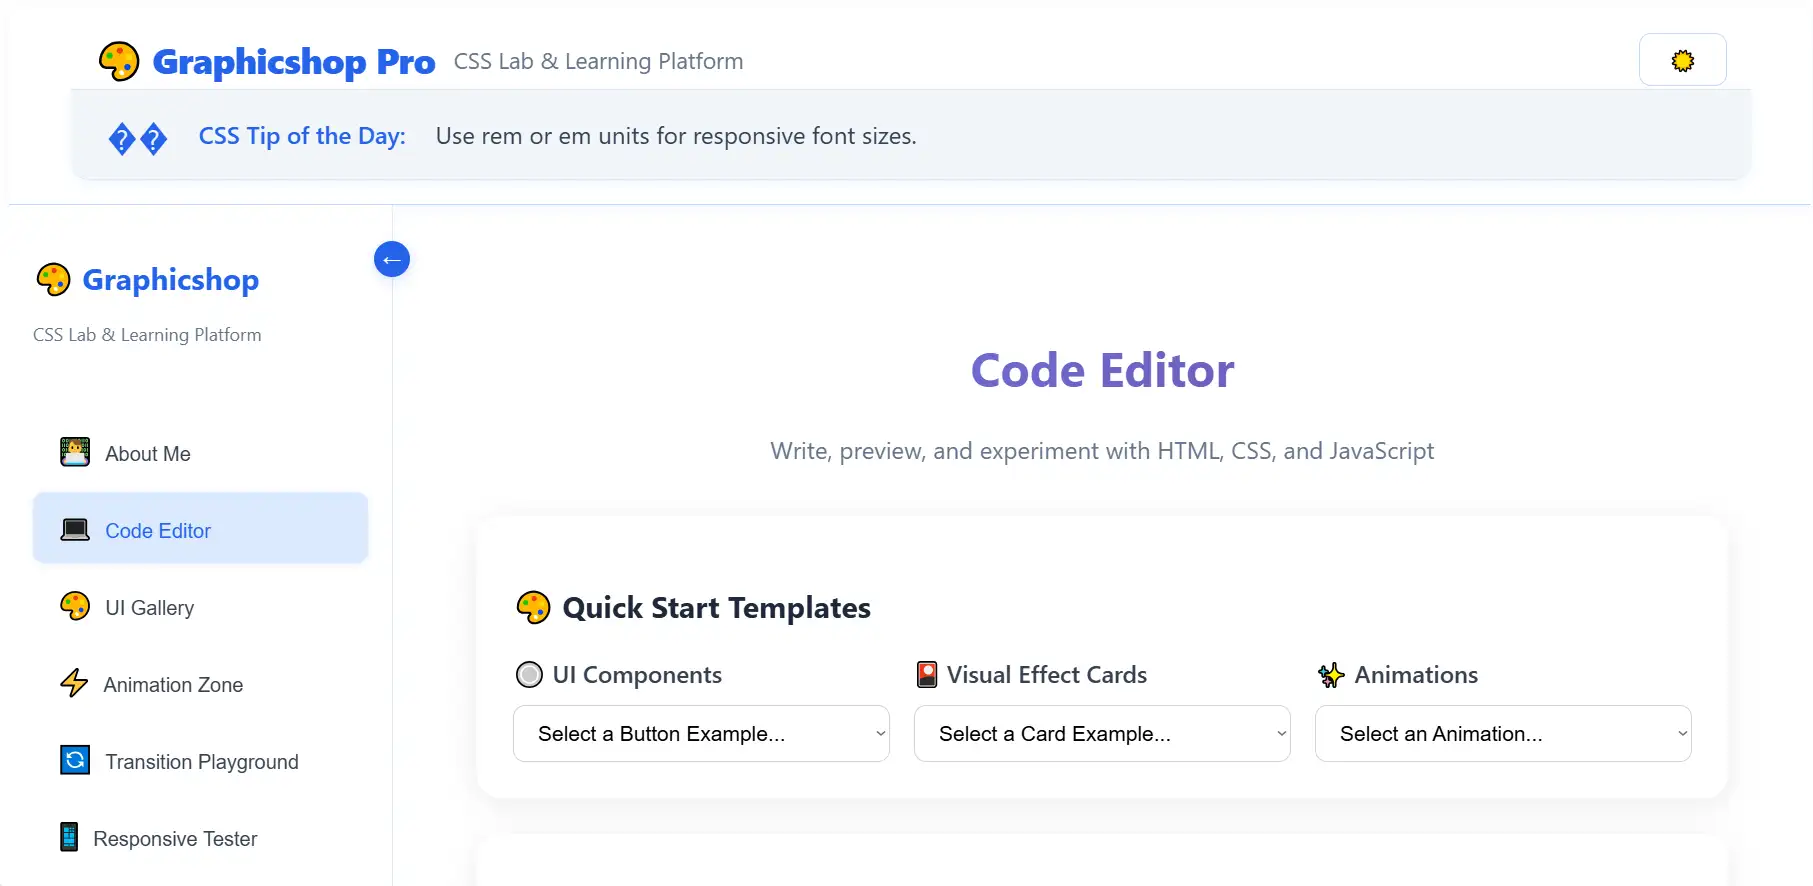 Graphicshop Pro CSS Lab & Learning Platform
�� CSS Tip of the Day: Use rem or em units for responsive font sizes.
Graphicshop
CSS Lab & Learning Platform
About Me
Code Editor
UI Gallery
Animation Zone
Transition Playground
Responsive Tester
Code Editor
Write, preview, and experiment with HTML, CSS, and JavaScript
Quick Start Templates
UI Components
Select a Button Example...
Visual Effect Cards
Select a Card Example...
Animations
Select an Animation...